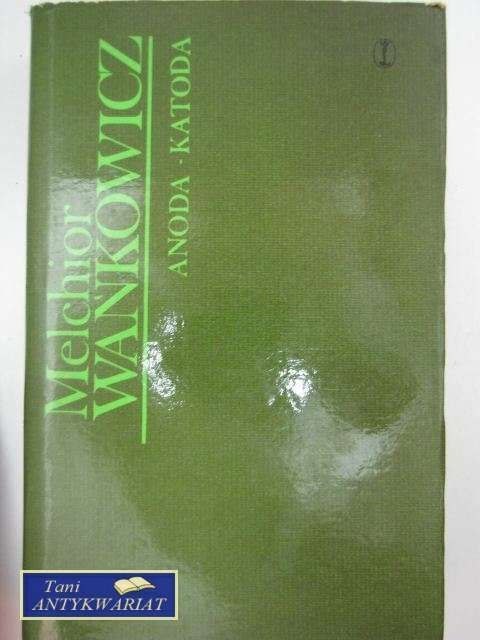 Melchior
WAŃKOWICZ
ANODA · KATODA
Tani
ANTYKWARIAT